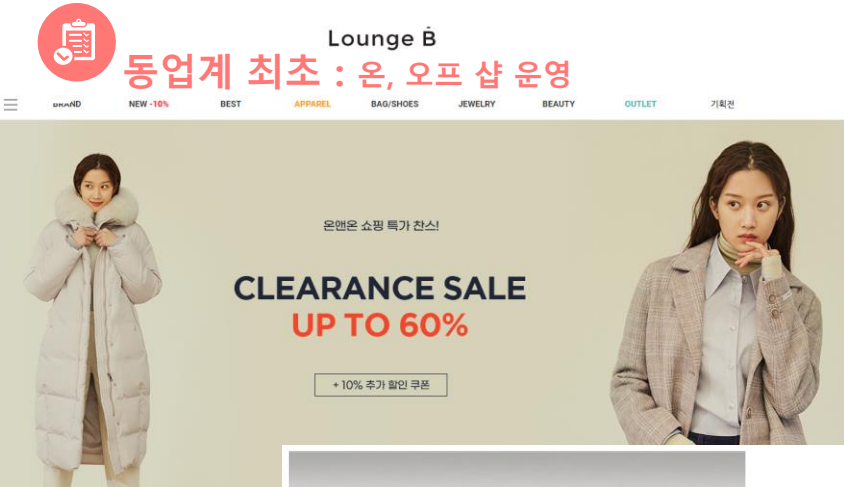 Lounge B
동업계 최초 : 온, 오프 샵 운영
BRAND NEW -10% BEST APPAREL BAG/SHOES JEWELRY BEAUTY OUTLET 기획전
온앤온 쇼핑 특가 찬스!
CLEARANCE SALE
UP TO 60%
+ 10% 추가 할인 쿠폰